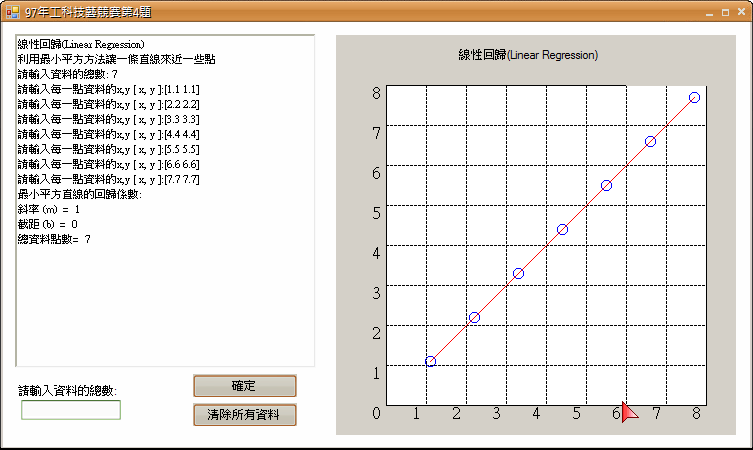 97年工科技藝競賽第4題
線性回歸(Linear Regression)
利用最小平方方法讓一條直線來近一些點
請輸入資料的總數: 7
請輸入每一點資料的x,y [ x, y ]:[1.1 1.1]
請輸入每一點資料的x,y [ x, y ]:[2.2 2.2]
請輸入每一點資料的x,y [ x, y ]:[3.3 3.3]
請輸入每一點資料的x,y [ x, y ]:[4.4 4.4]
請輸入每一點資料的x,y [ x, y ]:[5.5 5.5]
請輸入每一點資料的x,y [ x, y ]:[6.6 6.6]
請輸入每一點資料的x,y [ x, y ]:[7.7 7.7]
最小平方直線的回歸係數:
斜率 (m) = 1
截距 (b) = 0
總資料點數= 7
請輸入資料的總數:
確定
清除所有資料
線性回歸(Linear Regression)
8
7
6
5
4
3
2
1
0 1 2 3 4 5 6 7 8